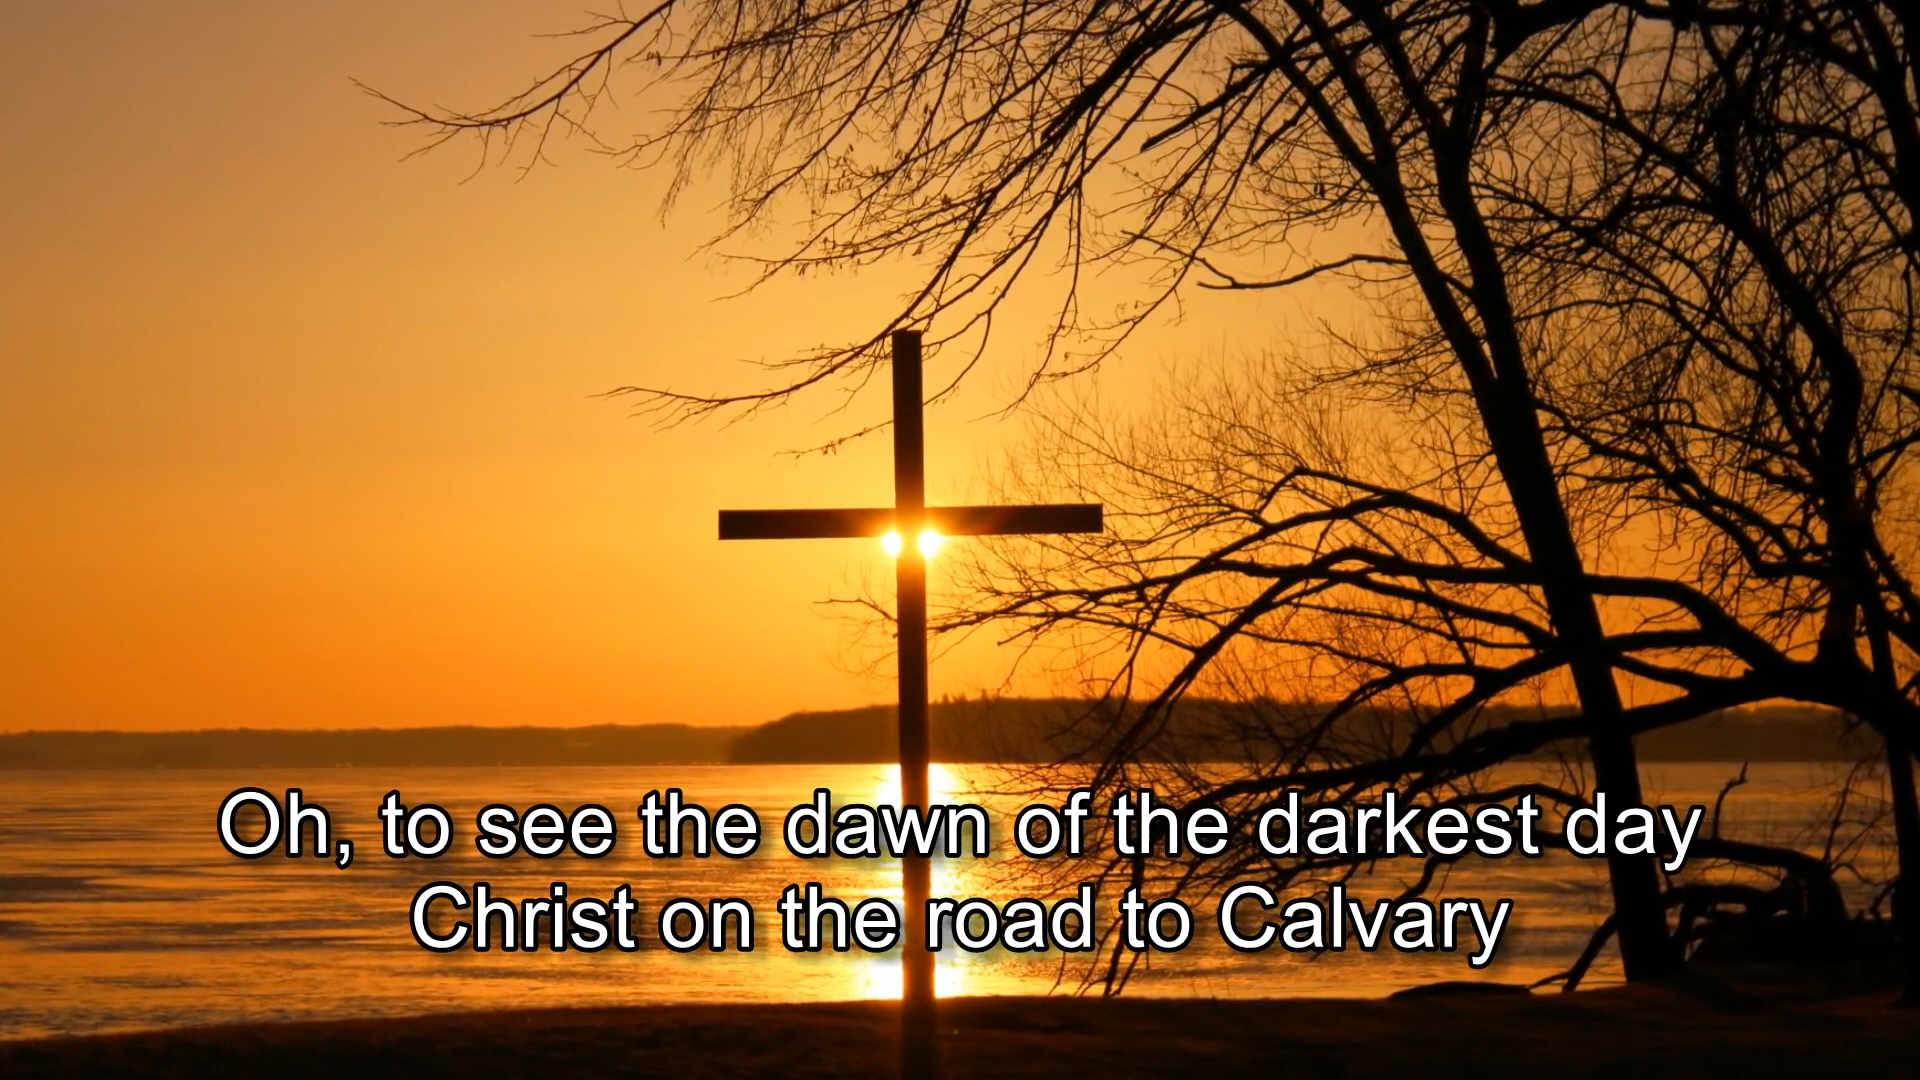 Oh, to see the dawn of the darkest day
Christ on the road to Calvary